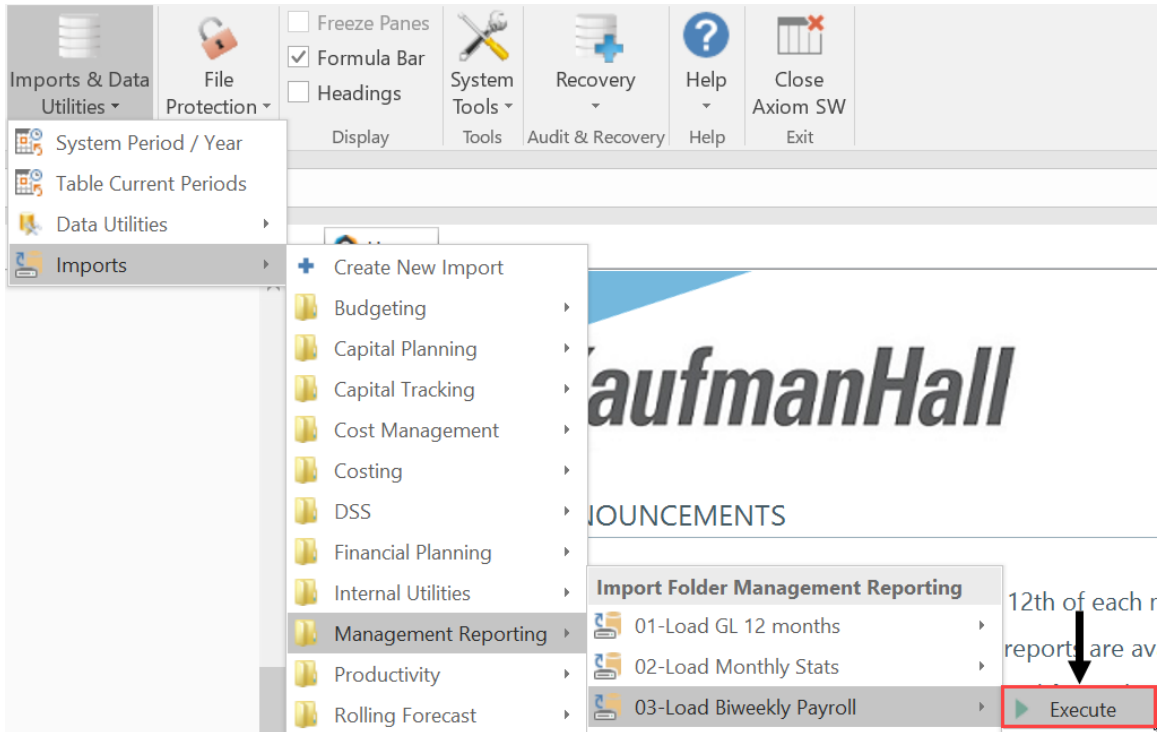 Freeze Panes
Formula Bar
Headings
Imports & Data
Utilities
File
Protection
System
Tools
Recovery
Help
Close
Axiom SW
Display
Tools
Audit & Recovery
Help
Exit
System Period / Year
Table Current Periods
Data Utilities
Imports
Create New Import
Budgeting
Capital Planning
Capital Tracking
Cost Management
Costing
DSS
Financial Planning
Internal Utilities
Management Reporting
Productivity
Rolling Forecast
aufmanHall
NOUNCEMENTS
Import Folder Management Reporting
01-Load GL 12 months
02-Load Monthly Stats
03-Load Biweekly Payroll
Execute
12th of each
reports are av